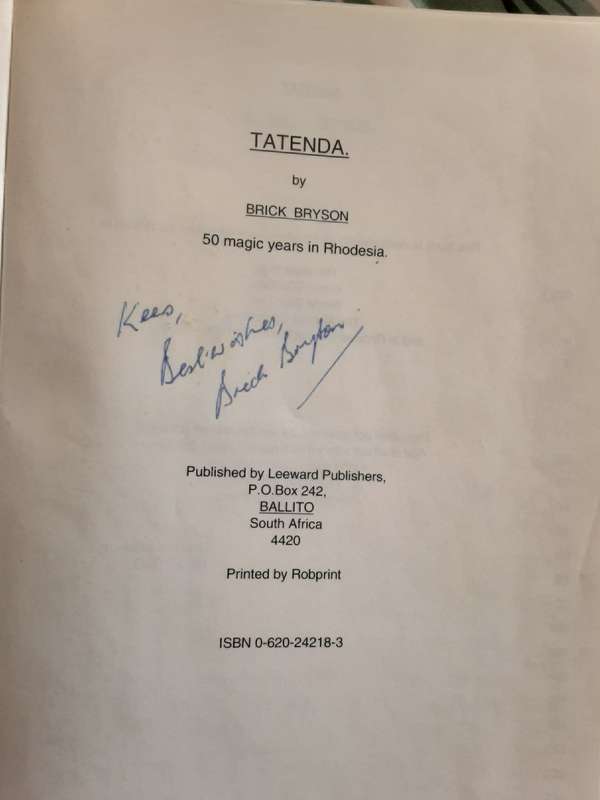 TATENDA.
by
BRICK BRYSON
50 magic years in Rhodesia.
Kees,
Best wishes,
Brick Bryson
Published by Leeward Publishers,
P.O.Box 242,
BALLITO
South Africa
4420
Printed by Robprint
ISBN 0-620-24218-3